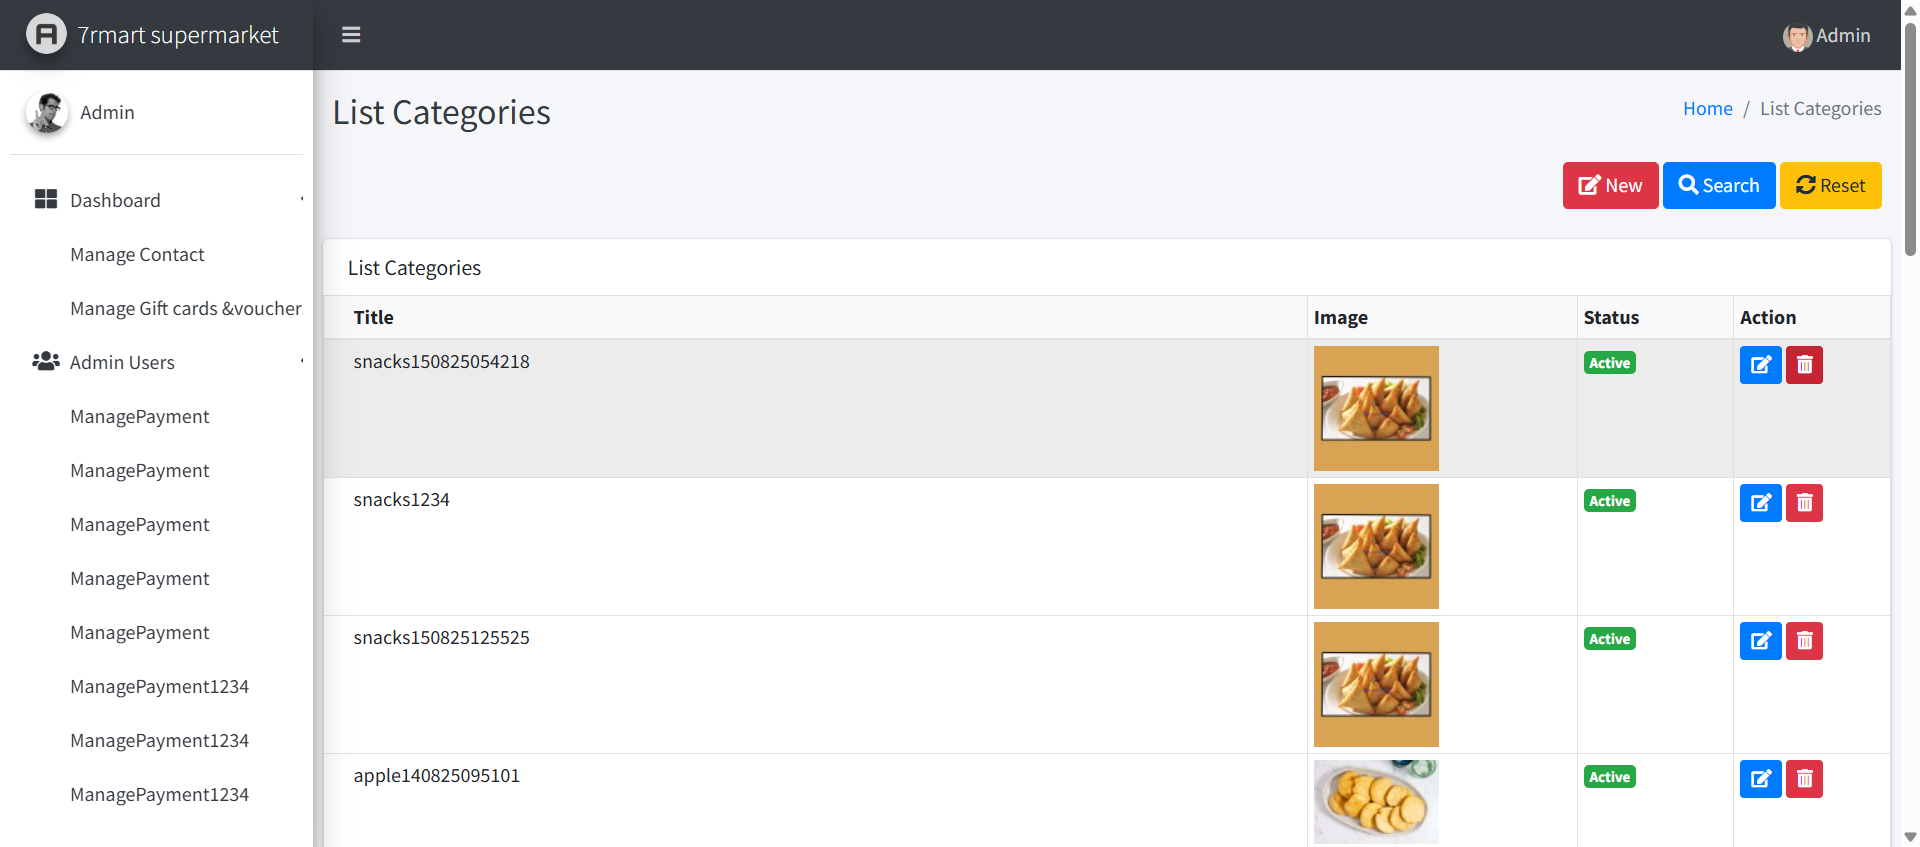 7rmart supermarket
Admin
Admin
List Categories
Home / List Categories
Dashboard
Manage Contact
Manage Gift cards &voucher
Admin Users
ManagePayment
ManagePayment
ManagePayment
ManagePayment
ManagePayment
ManagePayment1234
ManagePayment1234
ManagePayment1234
New
Search
Reset
List Categories
Title Image Status Action
snacks150825054218 Active
snacks1234 Active
snacks150825125525 Active
apple140825095101 Active